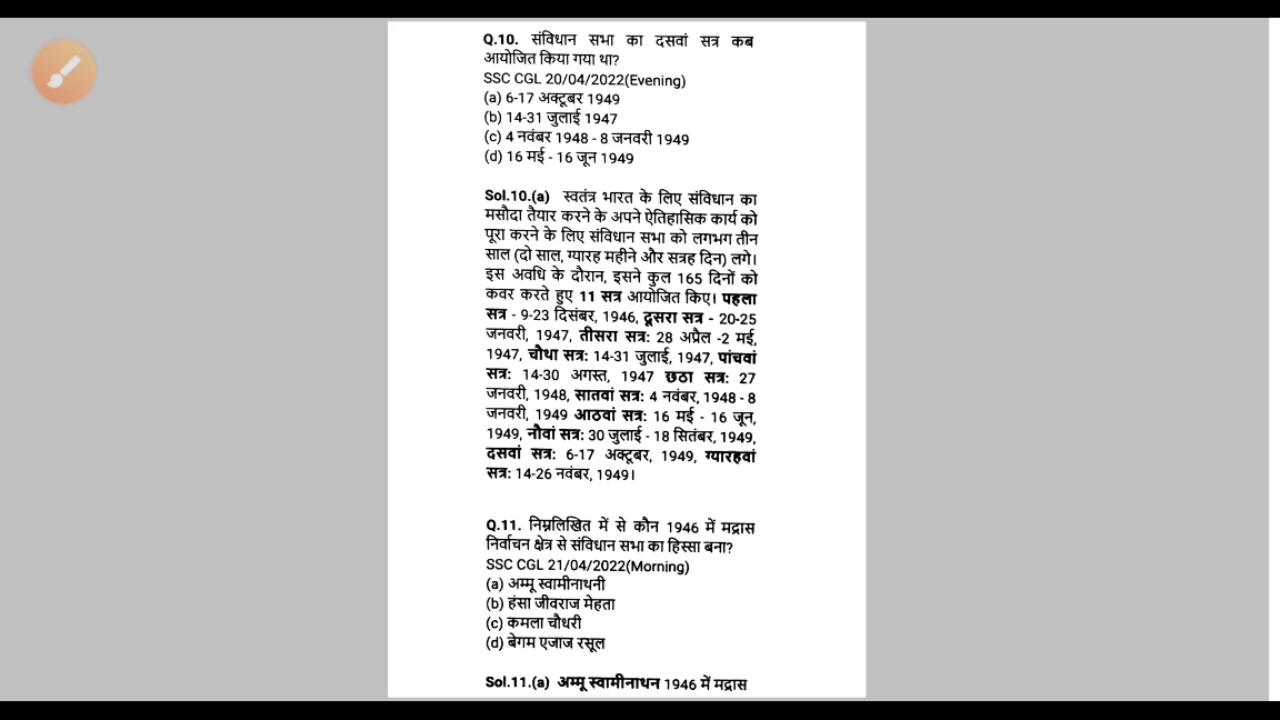 Q.10. संविधान सभा का दसवां सत्र कब
आयोजित किया गया था?
SSC CGL 20/04/2022(Evening)
(a) 6-17 अक्टूबर 1949
(b) 14-31 जुलाई 1947
(c) 4 नवंबर 1948 - 8 जनवरी 1949
(d) 16 मई - 16 जून 1949
Sol.10.(a) स्वतंत्र भारत के लिए संविधान का
मसौदा तैयार करने के अपने ऐतिहासिक कार्य को
पूरा करने के लिए संविधान सभा को लगभग तीन
साल (दो साल, ग्यारह महीने और सत्रह दिन) लगे।
इस अवधि के दौरान, इसने कुल 165 दिनों को
कवर करते हुए 11 सत्र आयोजित किए। पहला
सत्र - 9-23 दिसंबर, 1946, दूसरा सत्र - 20-25
जनवरी, 1947, तीसरा सत्र: 28 अप्रैल -2 मई,
1947, चौथा सत्र: 14-31 जुलाई, 1947, पांचवां
सत्र: 14-30 अगस्त, 1947 छठा सत्र: 27
जनवरी, 1948, सातवां सत्र: 4 नवंबर, 1948 - 8
जनवरी, 1949 आठवां सत्र: 16 मई - 16 जून,
1949, नौवां सत्र: 30 जुलाई - 18 सितंबर, 1949,
दसवां सत्र: 6-17 अक्टूबर, 1949, ग्यारहवां
सत्र: 14-26 नवंबर, 1949।
Q.11. निम्नलिखित में से कौन 1946 में मद्रास
निर्वाचन क्षेत्र से संविधान सभा का हिस्सा बना?
SSC CGL 21/04/2022(Morning)
(a) अम्मू स्वामीनाथनी
(b) हंसा जीवराज मेहता
(c) कमला चौधरी
(d) बेगम एजाज रसूल
Sol.11.(a) अम्मू स्वामीनाथन 1946 में मद्रास